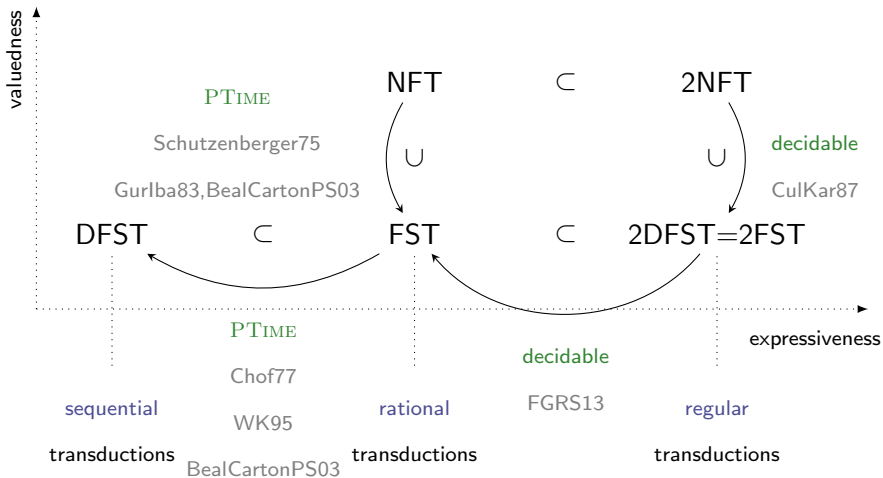 valuedness
NFT ⊂ 2NFT
PTIME
Schutzenberger75
GurIba83,BealCartonPS03
∪ ∪
decidable
CulKar87
DFST ⊂ FST ⊂ 2DFST=2FST
expressiveness
PTIME
Chof77
WK95
BealCartonPS03
decidable
FGRS13
sequential
transductions
rational
transductions
regular
transductions